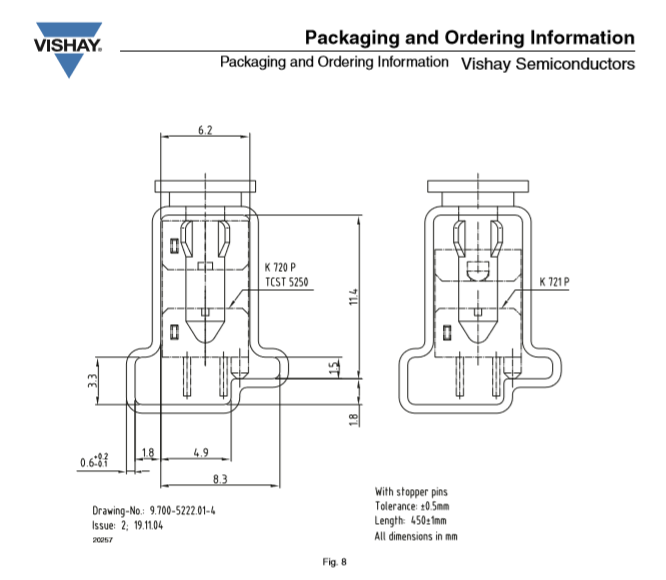 VISHAY.
Packaging and Ordering Information
Packaging and Ordering Information Vishay Semiconductors
6.2
K 720 P
TCST 5250
K 721 P
11.4
1.5
3.3
1.8
1.8
4.9
0.6+0.2-0.1
8.3
Drawing-No.: 9.700-5222.01-4
Issue: 2; 19.11.04
20257
With stopper pins
Tolerance: ±0.5mm
Length: 450±1mm
All dimensions in mm
Fig. 8